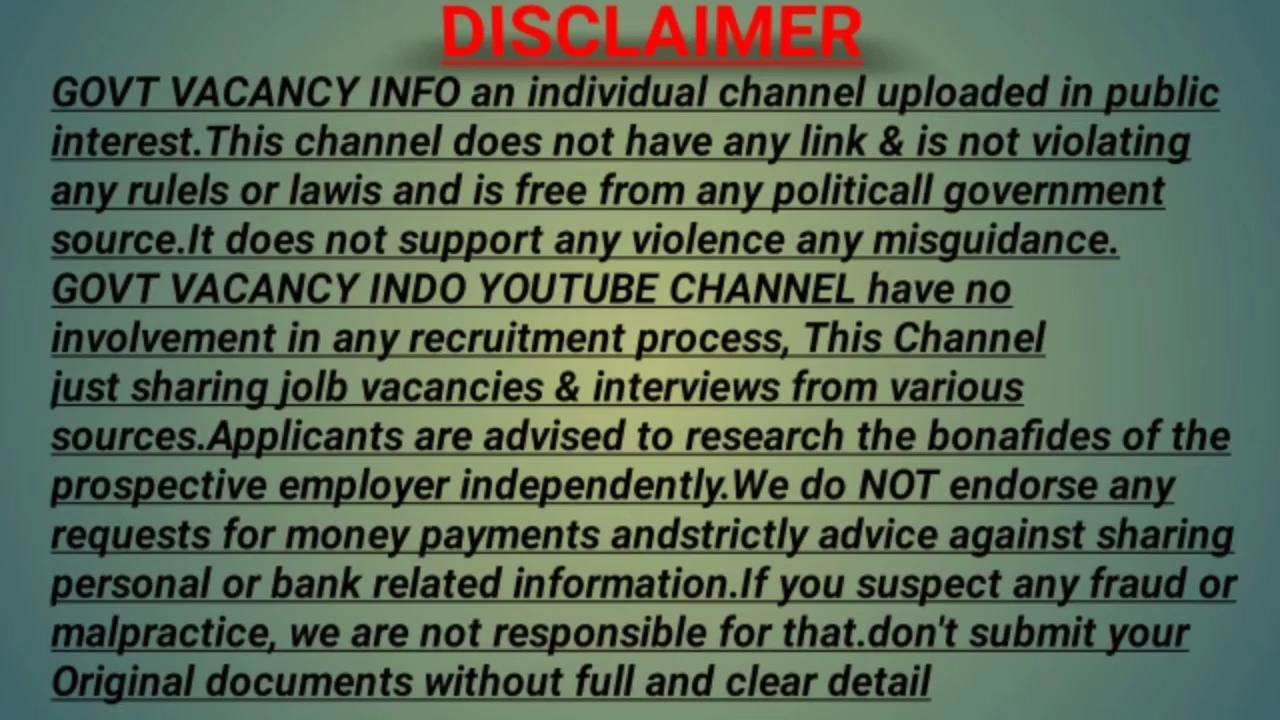 DISCLAIMER
GOVT VACANCY INFO an individual channel uploaded in public
interest.This channel does not have any link & is not violating
any rulels or lawis and is free from any politicall government
source.It does not support any violence any misguidance.
GOVT VACANCY INDO YOUTUBE CHANNEL have no
involvement in any recruitment process, This Channel
just sharing jolb vacancies & interviews from various
sources.Applicants are advised to research the bonafides of the
prospective employer independently.We do NOT endorse any
requests for money payments andstrictly advice against sharing
personal or bank related information.If you suspect any fraud or
malpractice, we are not responsible for that.don't submit your
Original documents without full and clear detail